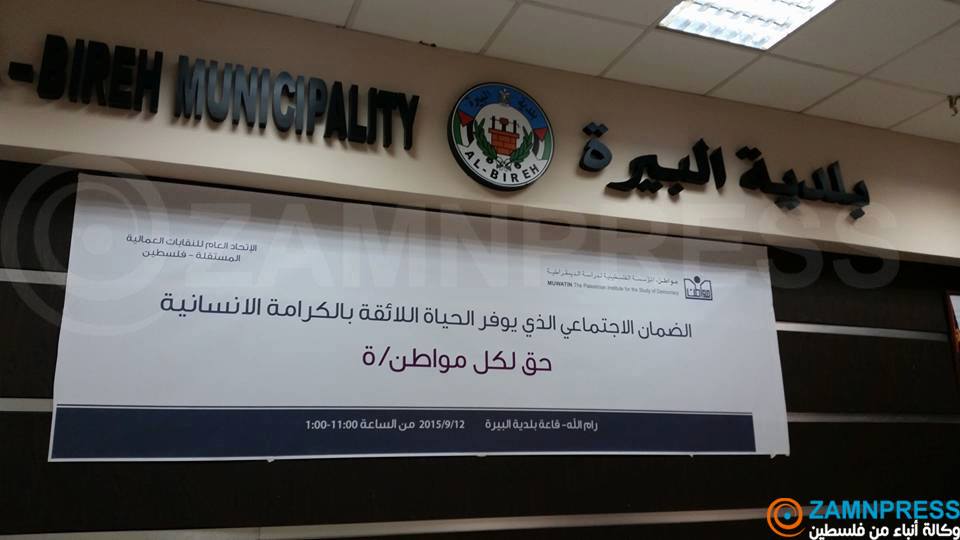 -BIREH MUNICIPALITY
بلدية البيرة
AL-BIREH
بلدية البيرة
الإتحاد العام للنقابات العمالية
المستقلة - فلسطين
مواطن، المؤسسة الفلسطينية لدراسة الديمقراطية
MUWATIN The Palestinian Institute for the Study of Democracy
مواطن
الضمان الاجتماعي الذي يوفر الحياة اللائقة بالكرامة الانسانية
حق لكل مواطن/ة
رام الله- قاعة بلدية البيرة 2015/9/12 من الساعة 11:00-1:00
ZAMNPRESS
ZAMNPRESS
وكالة أنباء من فلسطين